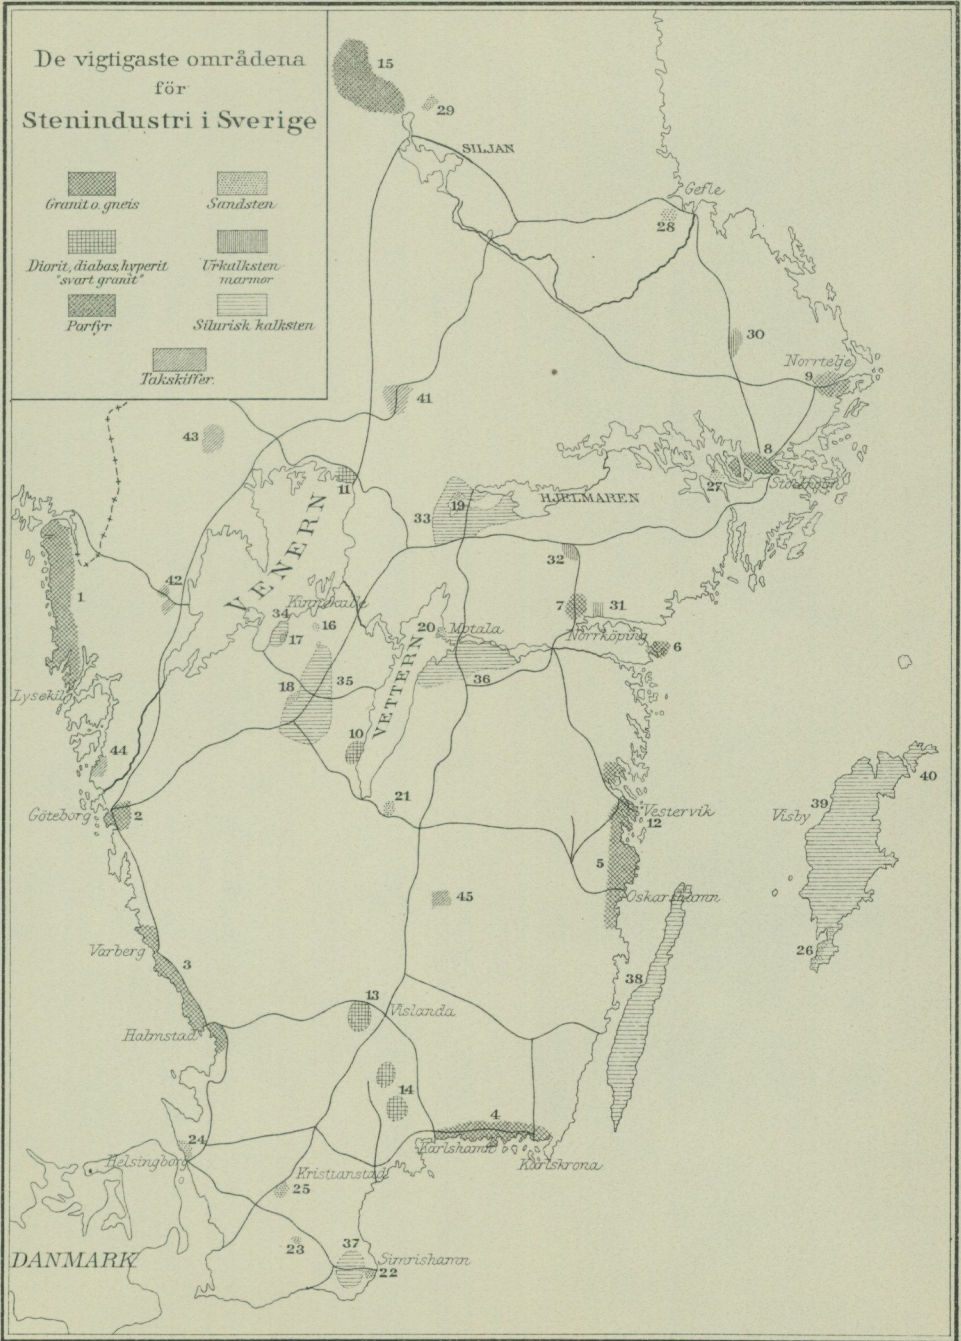 De vigtigaste områdena
för
Stenindustri i Sverige
Granit o. gneis
Sandsten
Diorit, diabas, hyperit
"svart granit"
Urkalksten
marmor
Porfyr
Silurisk kalksten
Takskiffer.
15
29
SILJAN
Gefle
28
30
Norrtelje
9
41
43
8
Stockholm
27
11
VENERN
19
HJELMAREN
33
32
42
1
Kinnekulle
34
16
17
7
31
20
Motala
Norrköping
6
VETTERN
18
35
36
Lysekil
10
44
40
39
Visby
21
Göteborg
2
Vestervik
12
5
45
Oskarshamn
26
Varberg
3
38
13
Vislanda
Halmstad
14
4
Karlshamn
Karlskrona
24
Helsingborg
Kristianstad
25
23
37
Simrishamn
22
DANMARK